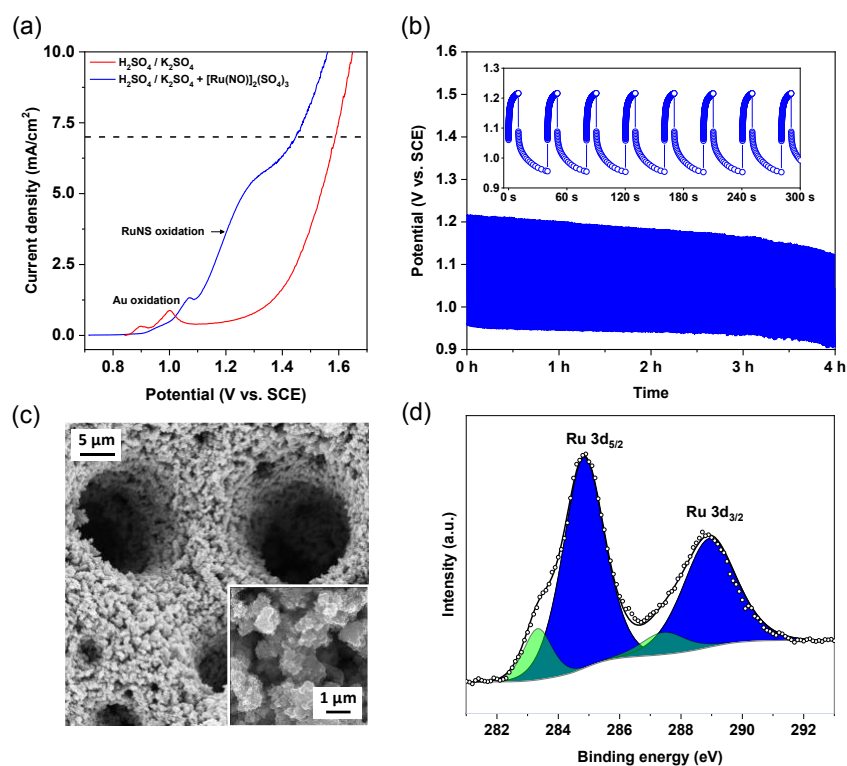 (a)
10.0
7.5
5.0
2.5
0.0
Current density (mA/cm²)
H₂SO₄ / K₂SO₄
H₂SO₄ / K₂SO₄ + [Ru(NO)]₂(SO₄)₃
RuNS oxidation
Au oxidation
0.8 1.0 1.2 1.4 1.6
Potential (V vs. SCE)
(b)
1.6
1.5
1.4
1.3
1.2
1.1
1.0
0.9
Potential (V vs. SCE)
1.3
1.2
1.1
1.0
0.9
0 s 60 s 120 s 180 s 240 s 300 s
0 h 1 h 2 h 3 h 4 h
Time
(c)
5 µm
1 µm
(d)
Intensity (a.u.)
Ru 3d₅/₂
Ru 3d₃/₂
282 284 286 288 290 292
Binding energy (eV)